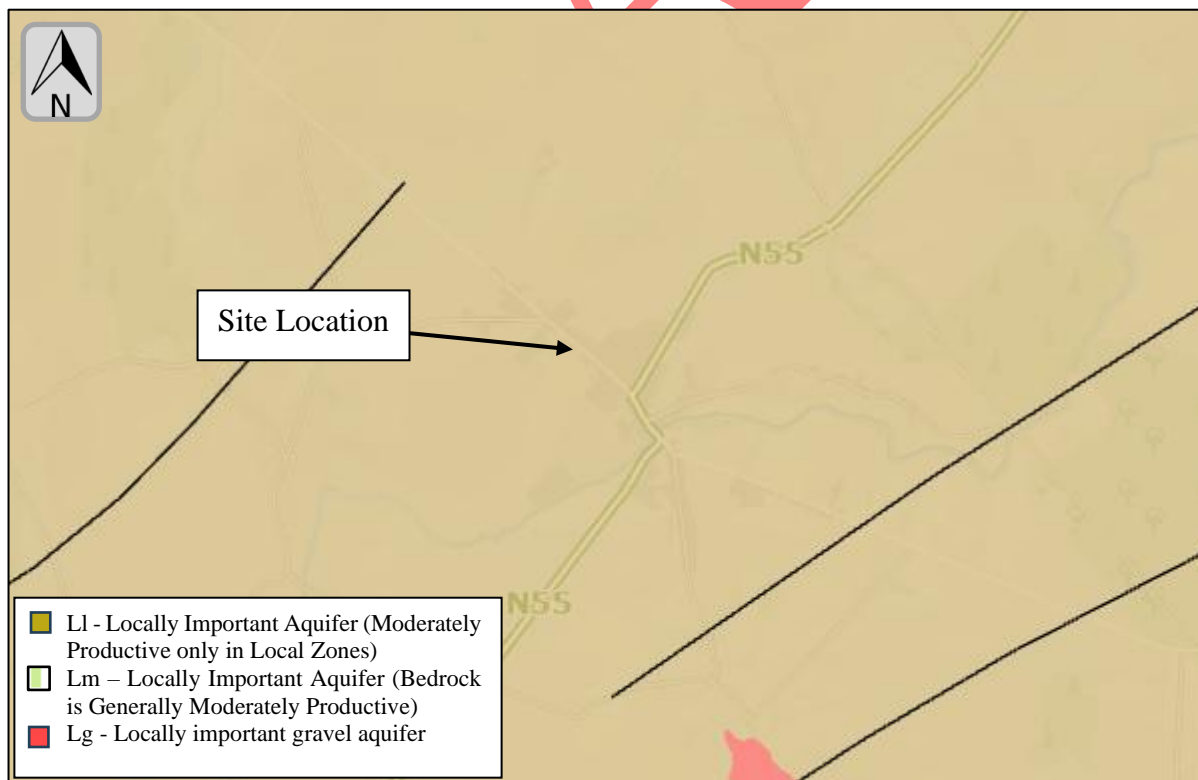 N
N55
Site Location
N55
Ll - Locally Important Aquifer (Moderately
Productive only in Local Zones)
Lm – Locally Important Aquifer (Bedrock
is Generally Moderately Productive)
Lg - Locally important gravel aquifer